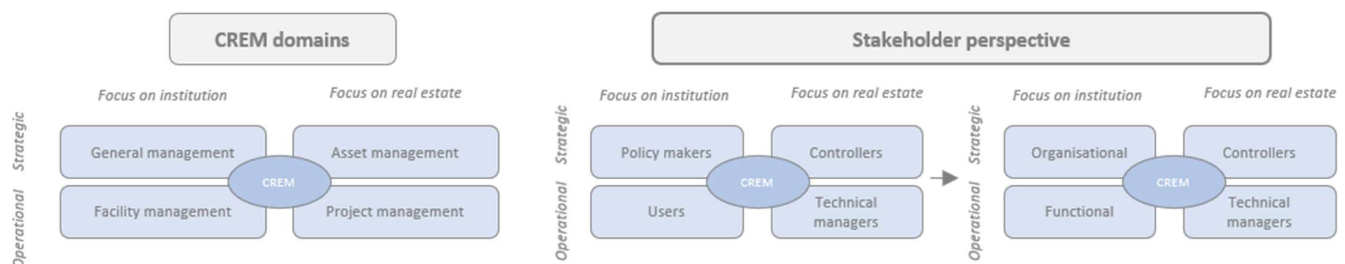 CREM domains
Stakeholder perspective
Focus on institution
Focus on real estate
Focus on institution
Focus on real estate
Focus on institution
Focus on real estate
Strategic
General management
Asset management
CREM
Operational
Facility management
Project management
Strategic
Policy makers
Controllers
CREM
Operational
Users
Technical
managers
Strategic
Organisational
Controllers
CREM
Operational
Functional
Technical
managers